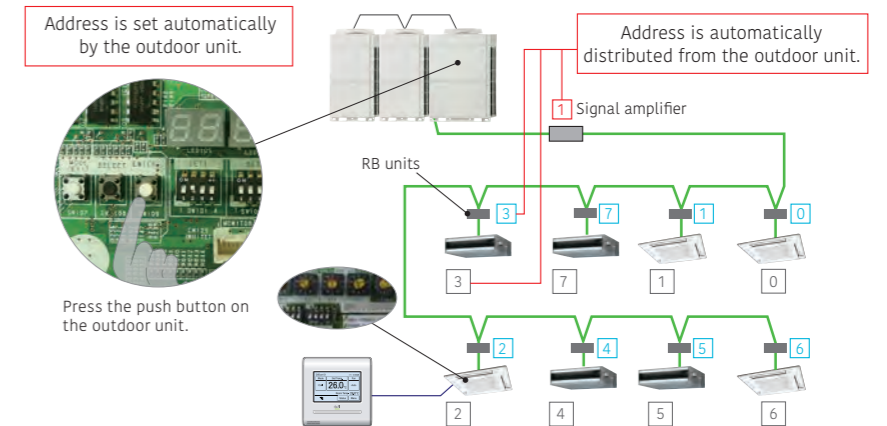 Address is set automatically
by the outdoor unit.
Address is automatically
distributed from the outdoor unit.
1 Signal amplifier
RB units
SELECT
3
7
1
0
3
7
1
0
Press the push button on
the outdoor unit.
2
4
5
6
26.0
2
4
5
6